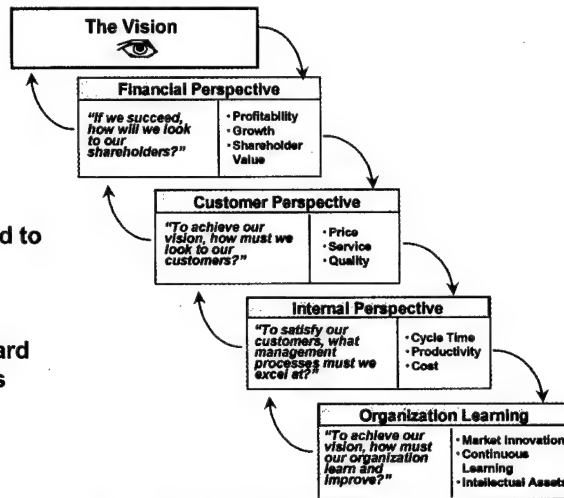 The Vision
Financial Perspective
"If we succeed,
how will we look
to our
shareholders?"
• Profitability
• Growth
• Shareholder
Value
Customer Perspective
"To achieve our
vision, how must we
look to our
customers?"
• Price
• Service
• Quality
d to
Internal Perspective
"To satisfy our
customers, what
management
processes must we
excel at?"
• Cycle Time
• Productivity
• Cost
ard
s
Organization Learning
"To achieve our
vision, how must
our organization
learn and
improve?"
• Market Innovation
• Continuous
Learning
• Intellectual Assets